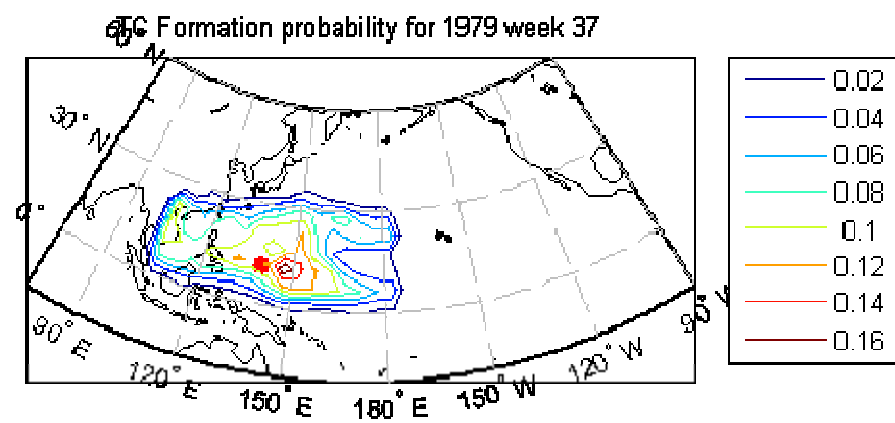 TC Formation probability for 1979 week 37
60° N
30° N
0°
90° E
120° E
150° E
180° E
150° W
120° W
90° W
0.02
0.04
0.06
0.08
0.1
0.12
0.14
0.16